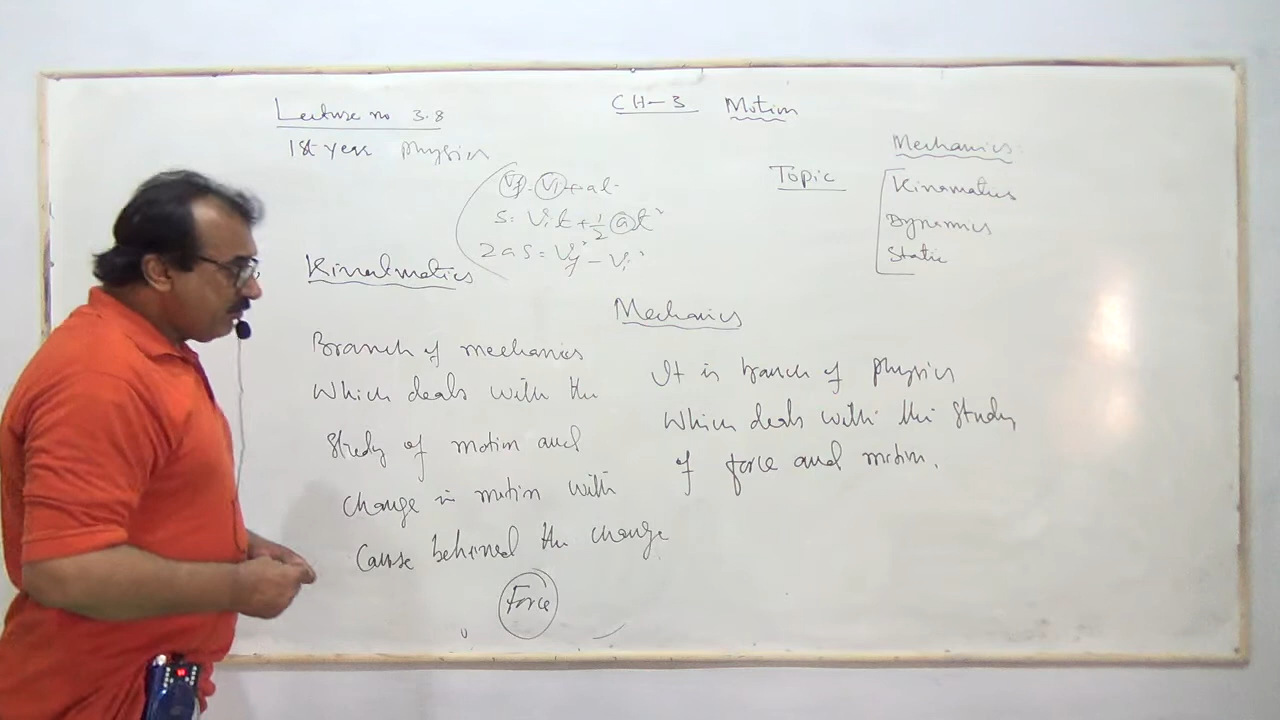 Lecture no 3.8
CH-3 Motion
1st year Physics
Mechanics
Topic
Kinematics
Dynamics
Static
Vf = Vi + at
S = Vit + 1/2 at²
2as = Vf² - Vi²
Kinalmatics
Branch of mechanics
Which deals with the
Study of motion and
change in motion with
Cause behined the change
Force
Mechanics
It is branch of physics
Which deals with the study
of force and motion.